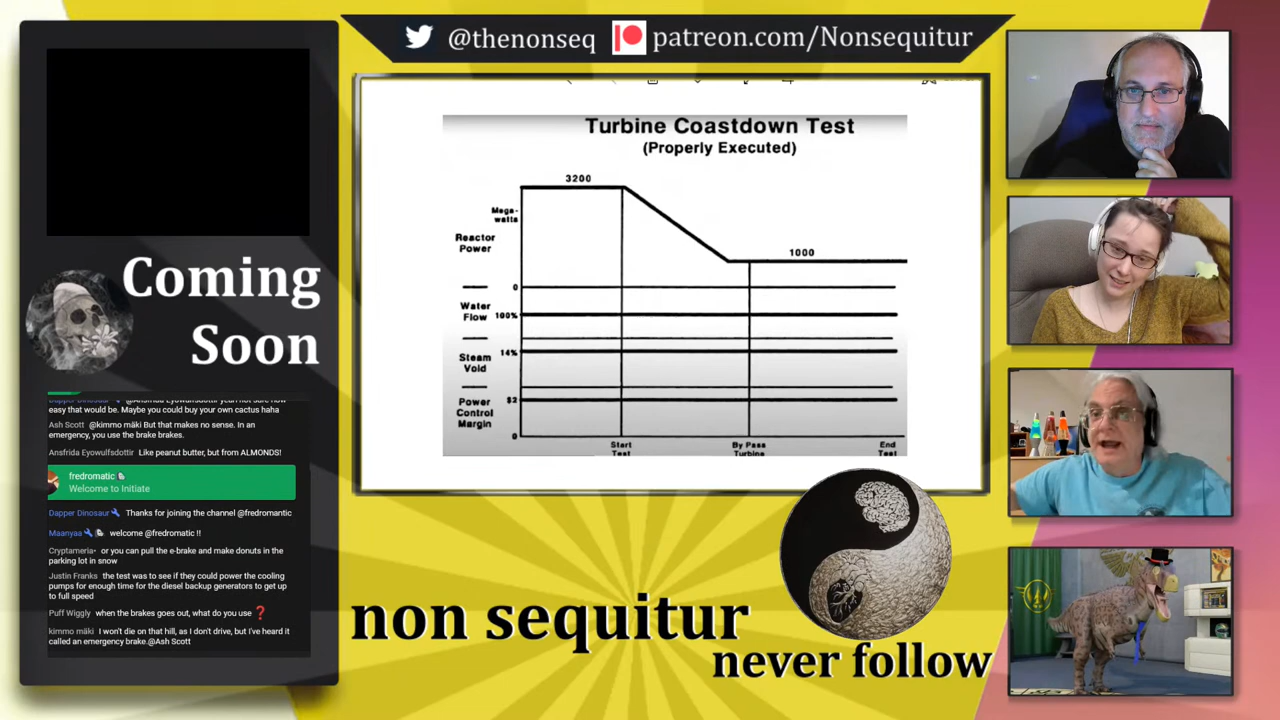 @thenonseq patreon.com/Nonsequitur
Coming
Soon
easy that would be. Maybe you could buy your own cactus haha
Ash Scott @kimmo mäki But that makes no sense. In an
emergency, you use the brake brakes.
Ansfrida Eyowulfsdottir Like peanut butter, but from ALMONDS!
fredromatic
Welcome to Initiate
Dapper Dinosaur Thanks for joining the channel @fredromantic
Maanyaa welcome @fredromatic !!
Cryptameria• or you can pull the e-brake and make donuts in the
parking lot in snow
Justin Franks the test was to see if they could power the cooling
pumps for enough time for the diesel backup generators to get up
to full speed
Puff Wiggly when the brakes goes out, what do you use ❓
kimmo mäki I won't die on that hill, as I don't drive, but I've heard it
called an emergency brake.@Ash Scott
Turbine Coastdown Test
(Properly Executed)
3200
Mega-
watts
Reactor
Power
1000
0
Water
Flow 100%
14%
Steam
Void
Power $2
Control
Margin
0
Start
Test
By Pass
Turbine
End
Test
non sequitur
never follow